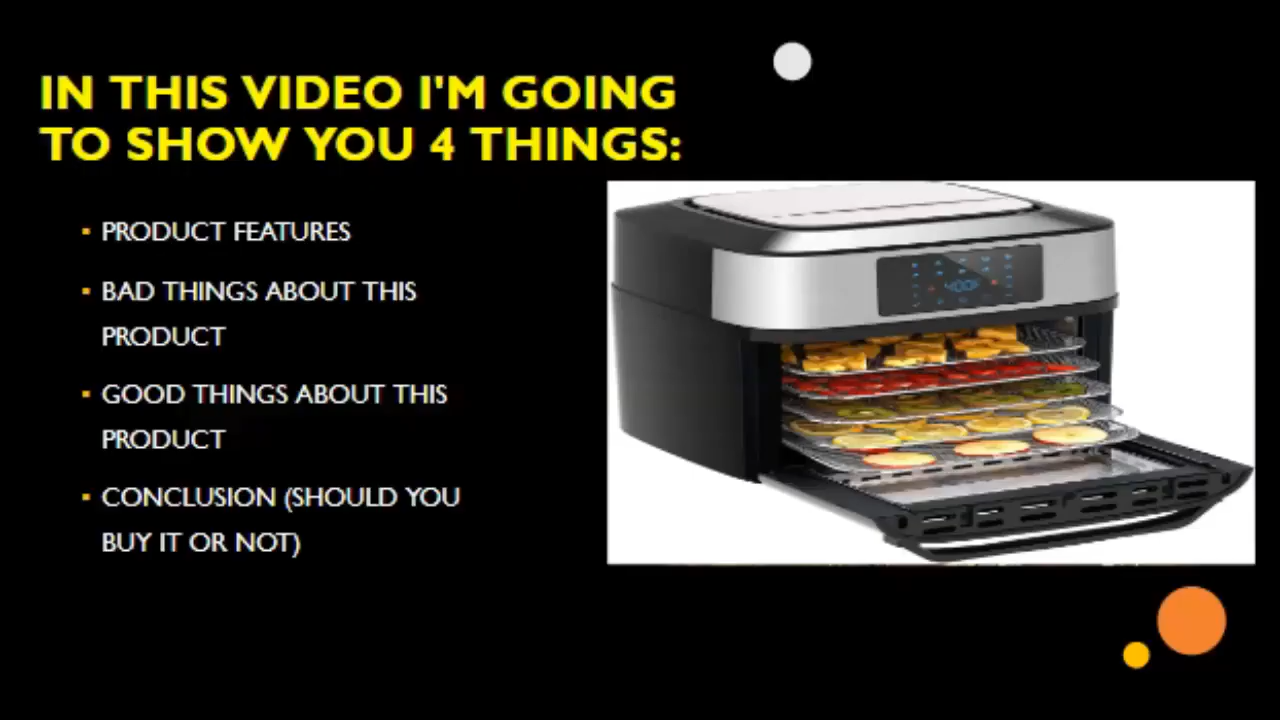 IN THIS VIDEO I'M GOING
TO SHOW YOU 4 THINGS:
▪ PRODUCT FEATURES
▪ BAD THINGS ABOUT THIS
PRODUCT
▪ GOOD THINGS ABOUT THIS
PRODUCT
▪ CONCLUSION (SHOULD YOU
BUY IT OR NOT)
400F